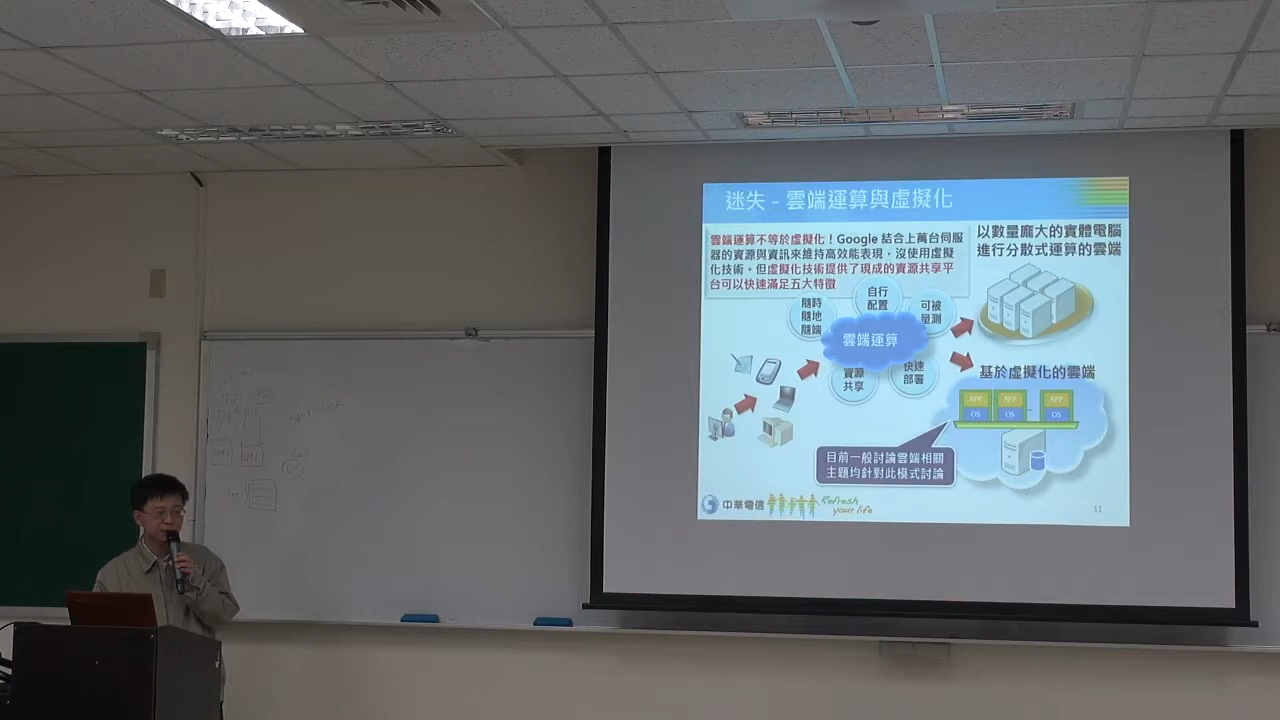 迷失 - 雲端運算與虛擬化
雲端運算不等於虛擬化！Google 結合上萬台伺服
器的資源與資訊來維持高效能表現，沒使用虛擬
化技術。但虛擬化技術提供了現成的資源共享平
台可以快速滿足五大特徵
以數量龐大的實體電腦
進行分散式運算的雲端
隨時
隨地
隨端
自行
配置
可被
量測
雲端運算
資源
共享
快速
部署
基於虛擬化的雲端
APP
APP
APP
OS
OS
OS
目前一般討論雲端相關
主題均針對此模式討論
中華電信
Refresh
your life
11